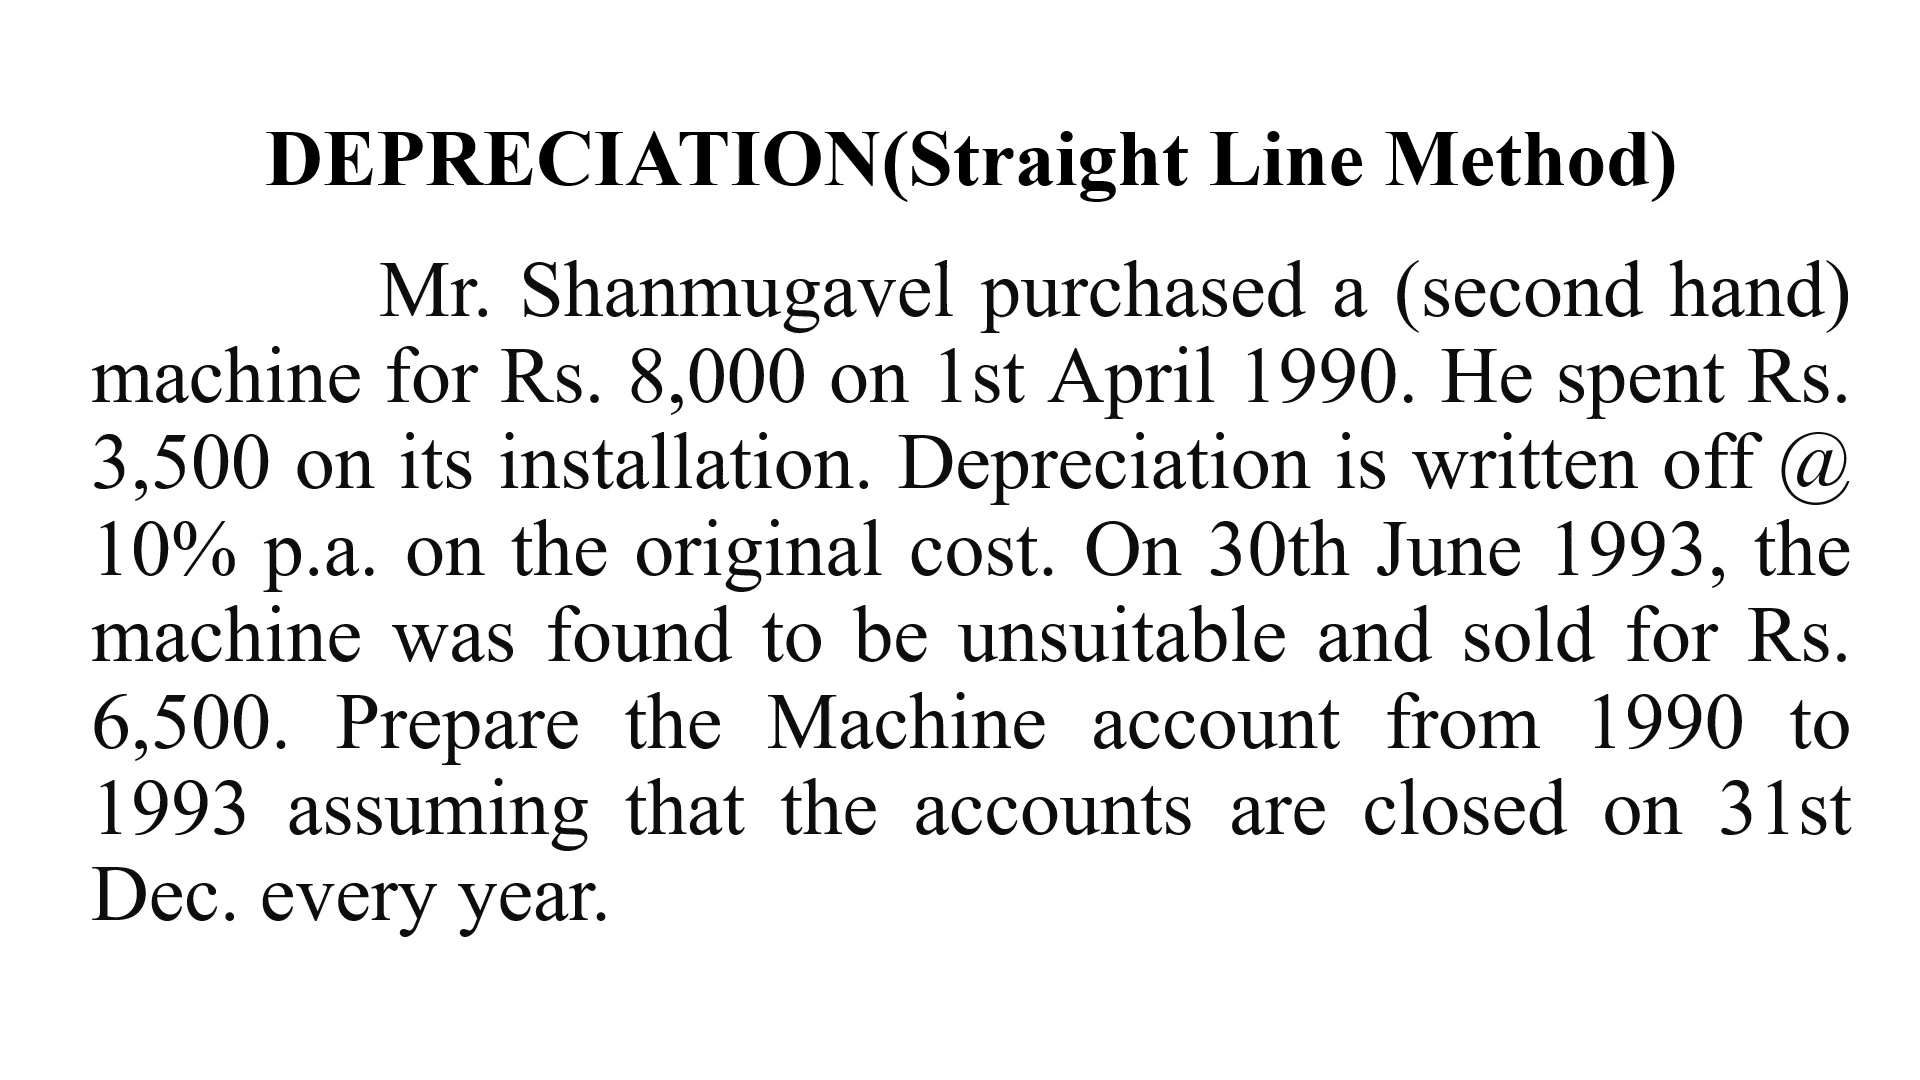 DEPRECIATION(Straight Line Method)
Mr. Shanmugavel purchased a (second hand)
machine for Rs. 8,000 on 1st April 1990. He spent Rs.
3,500 on its installation. Depreciation is written off @
10% p.a. on the original cost. On 30th June 1993, the
machine was found to be unsuitable and sold for Rs.
6,500. Prepare the Machine account from 1990 to
1993 assuming that the accounts are closed on 31st
Dec. every year.